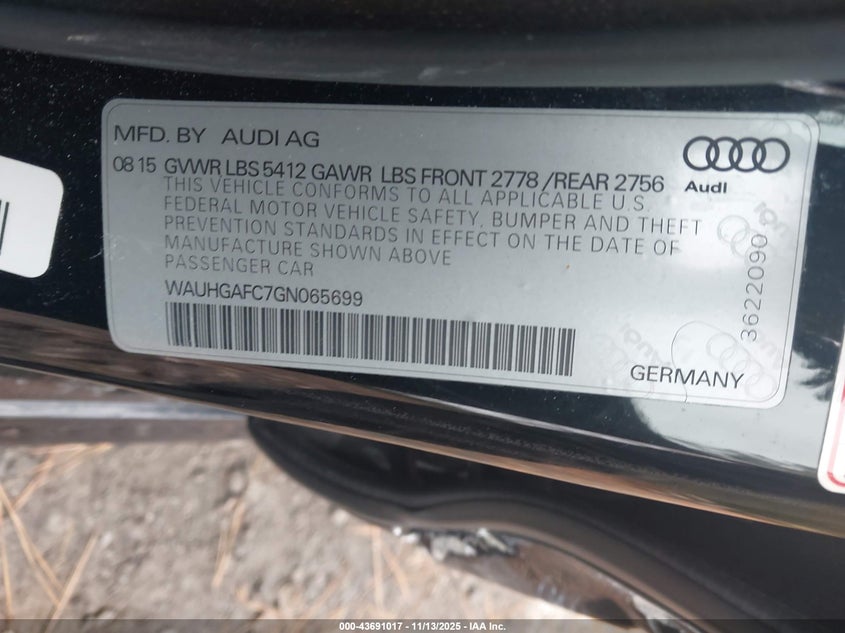 MFD. BY AUDI AG
Audi
08 15 GVWR LBS 5412 GAWR LBS FRONT 2778 / REAR 2756
THIS VEHICLE CONFORMS TO ALL APPLICABLE U.S.
FEDERAL MOTOR VEHICLE SAFETY, BUMPER AND THEFT
PREVENTION STANDARDS IN EFFECT ON THE DATE OF
MANUFACTURE SHOWN ABOVE
PASSENGER CAR
WAUHGAFC7GN065699
3622090
GERMANY
000-43691017 - 11/13/2025 - IAA Inc.